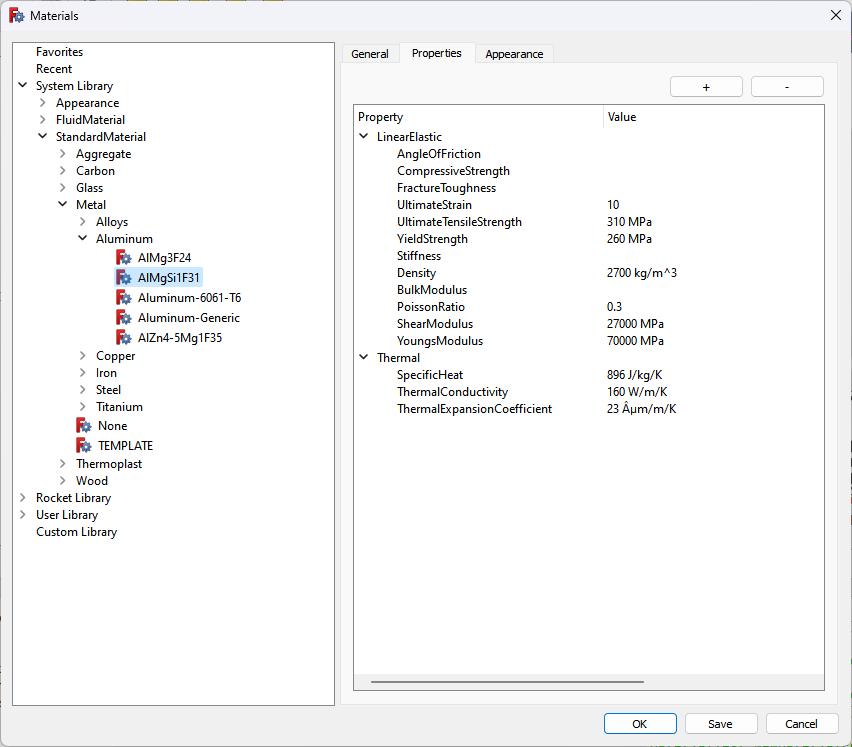 Materials
Favorites
Recent
System Library
Appearance
FluidMaterial
StandardMaterial
Aggregate
Carbon
Glass
Metal
Alloys
Aluminum
AlMg3F24
AlMgSi1F31
Aluminum-6061-T6
Aluminum-Generic
AlZn4-5Mg1F35
Copper
Iron
Steel
Titanium
None
TEMPLATE
Thermoplast
Wood
Rocket Library
User Library
Custom Library
General Properties Appearance
+ -
Property Value
LinearElastic
AngleOfFriction
CompressiveStrength
FractureToughness
UltimateStrain 10
UltimateTensileStrength 310 MPa
YieldStrength 260 MPa
Stiffness
Density 2700 kg/m^3
BulkModulus
PoissonRatio 0.3
ShearModulus 27000 MPa
YoungsModulus 70000 MPa
Thermal
SpecificHeat 896 J/kg/K
ThermalConductivity 160 W/m/K
ThermalExpansionCoefficient 23 Âµm/m/K
OK Save Cancel